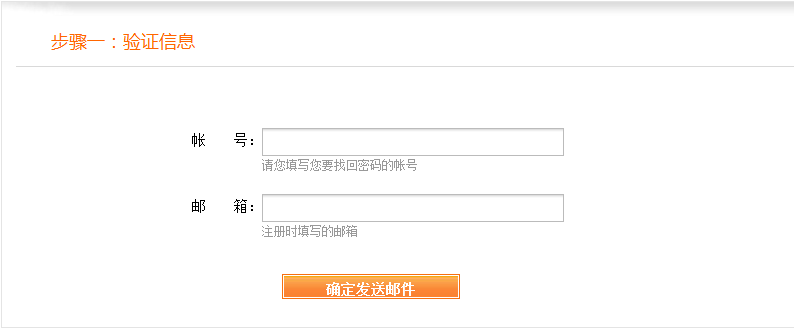 步骤一：验证信息
帐　　号：
请您填写您要找回密码的帐号
邮　　箱：
注册时填写的邮箱
确定发送邮件